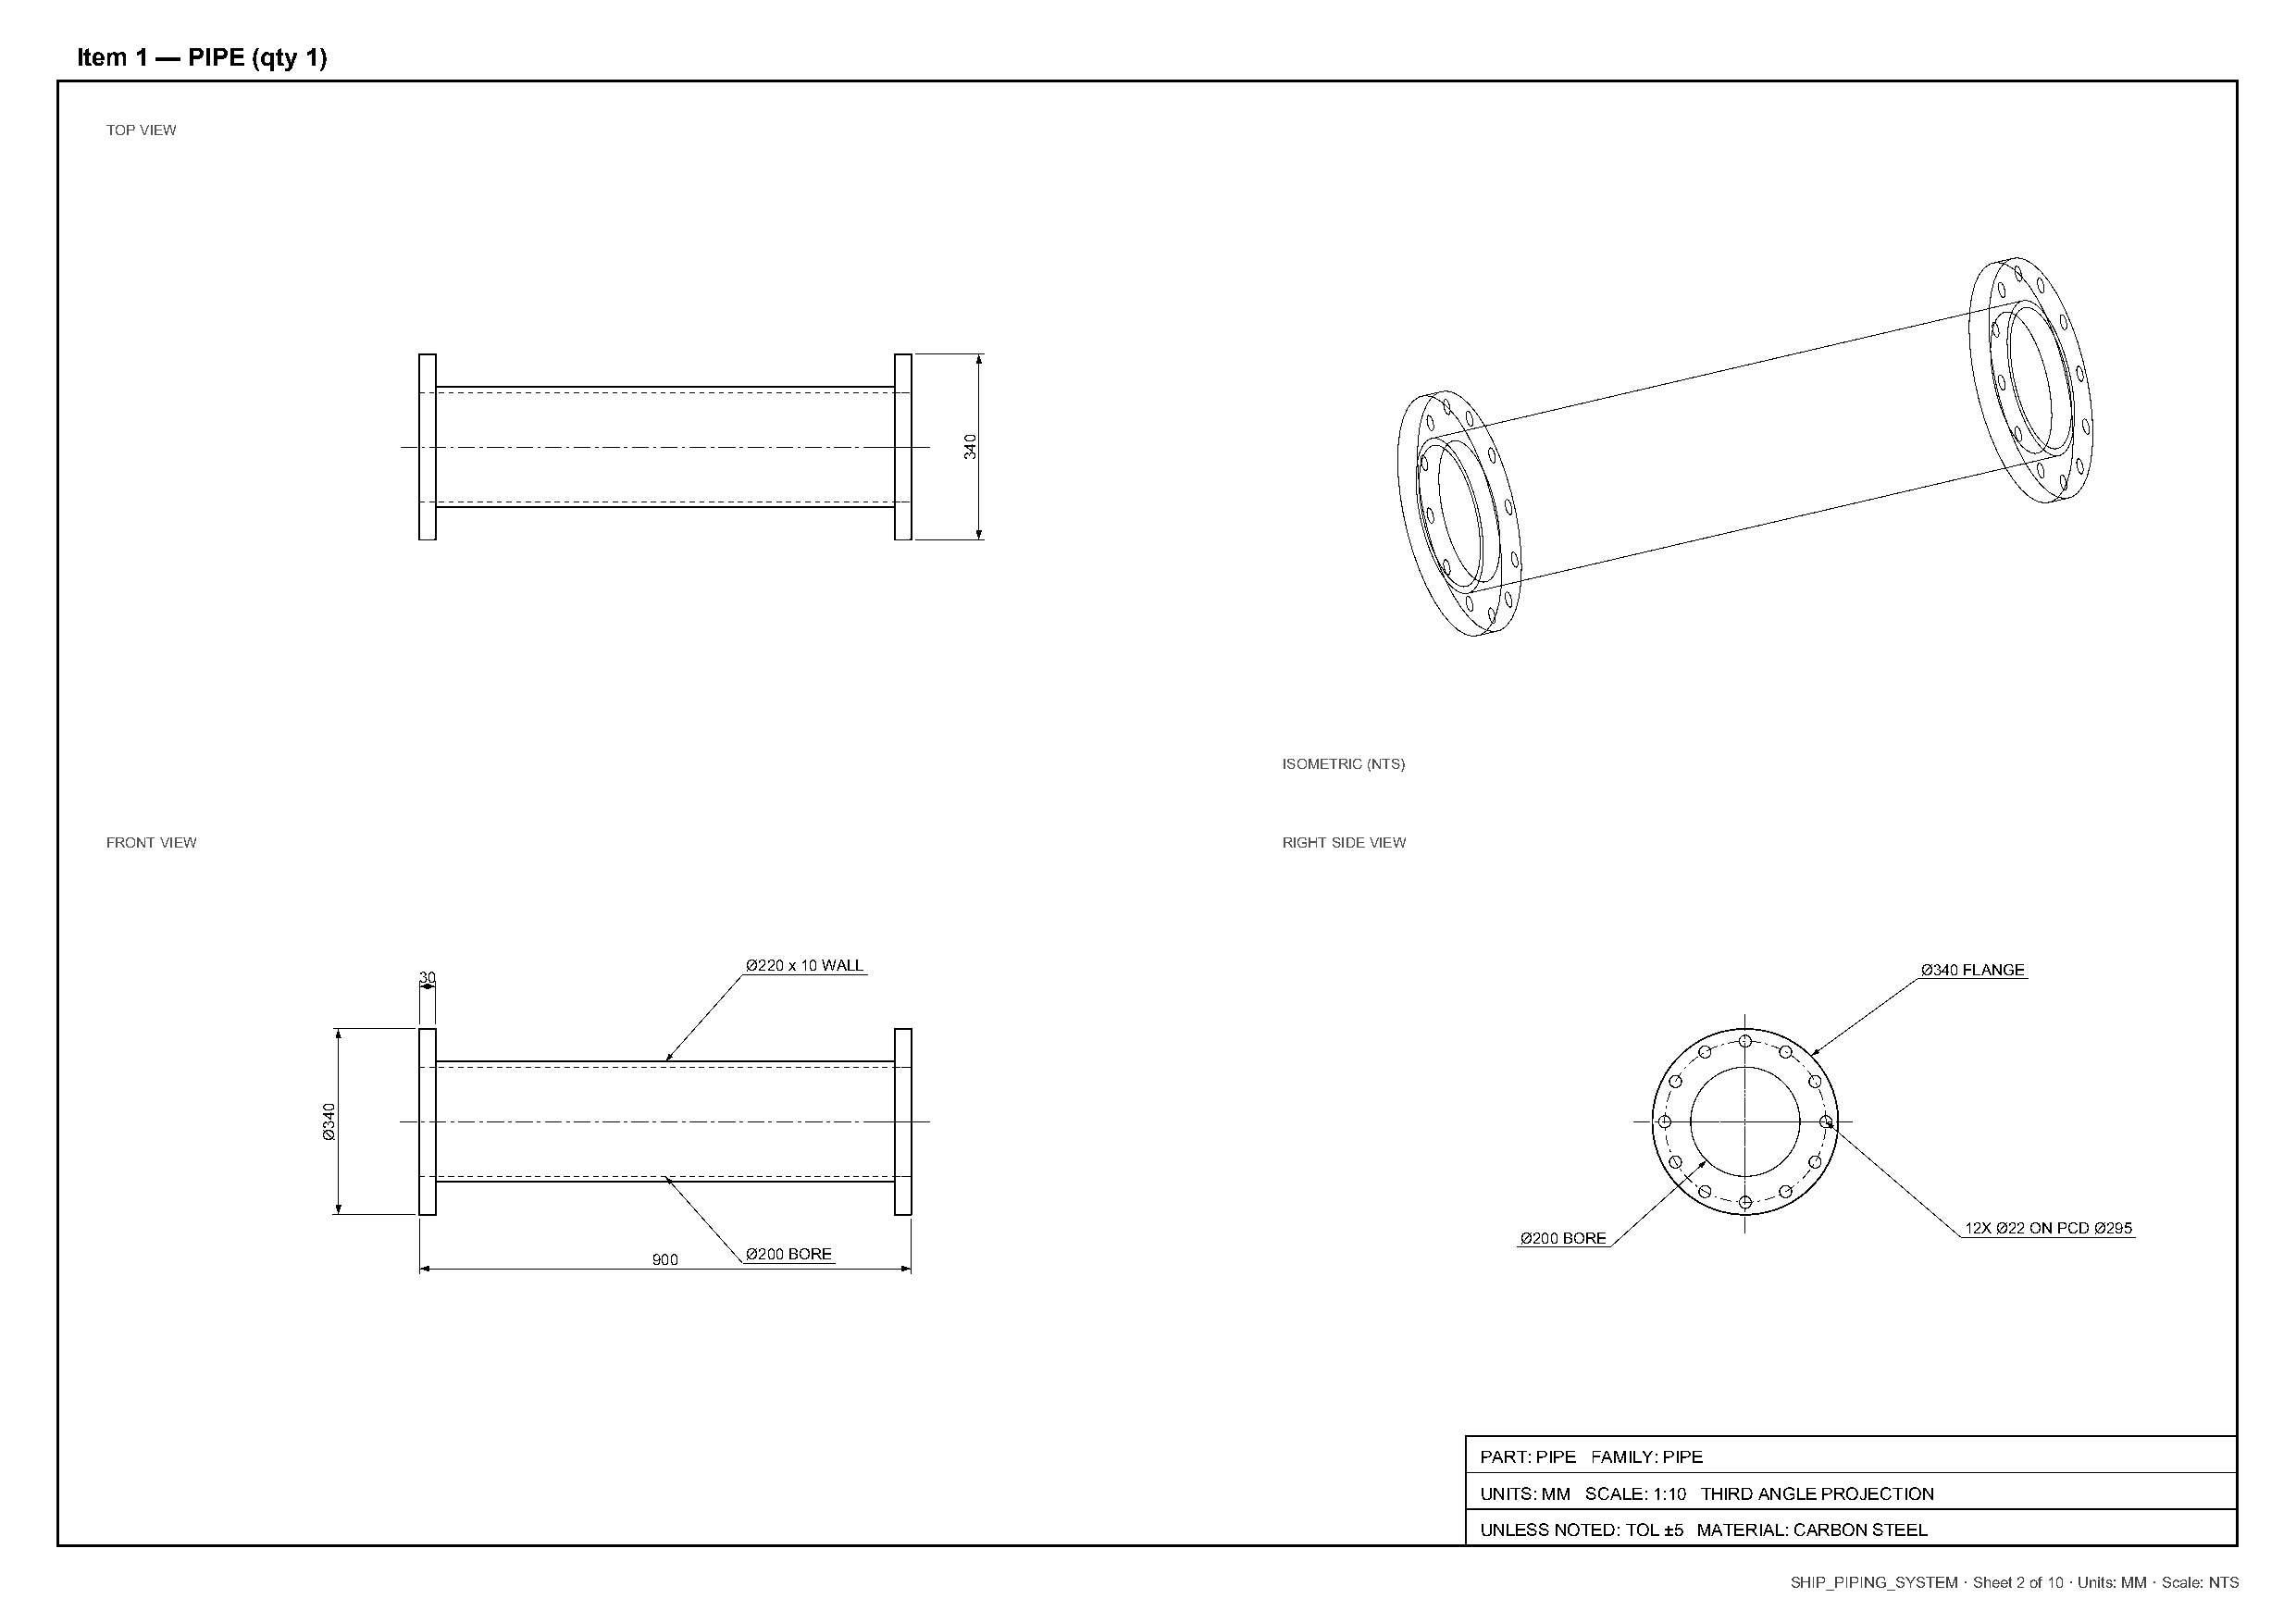 Item 1 — PIPE (qty 1)
TOP VIEW
340
ISOMETRIC (NTS)
FRONT VIEW
RIGHT SIDE VIEW
Ø220 x 10 WALL
30
Ø340 FLANGE
Ø340
12X Ø22 ON PCD Ø295
Ø200 BORE
Ø200 BORE
900
PART: PIPE FAMILY: PIPE
UNITS: MM SCALE: 1:10 THIRD ANGLE PROJECTION
UNLESS NOTED: TOL ±5 MATERIAL: CARBON STEEL
SHIP_PIPING_SYSTEM · Sheet 2 of 10 · Units: MM · Scale: NTS